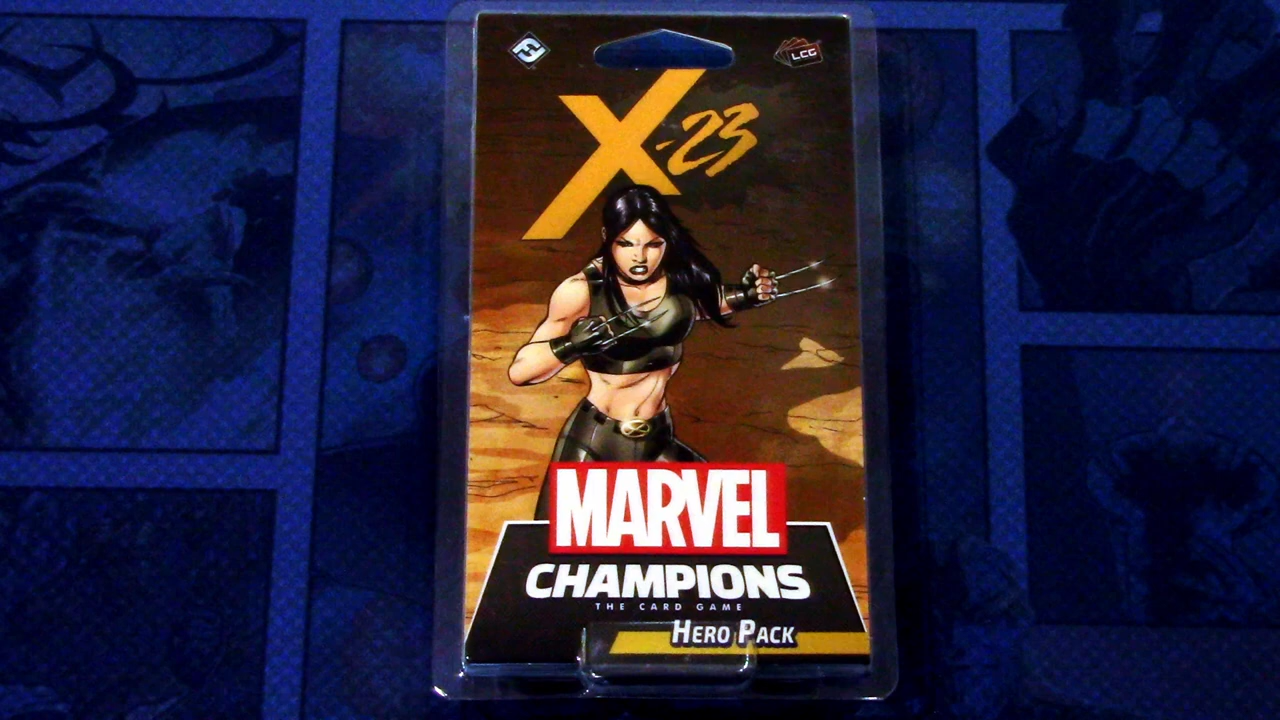 LCG
X-23
MARVEL
CHAMPIONS
THE CARD GAME
HERO PACK